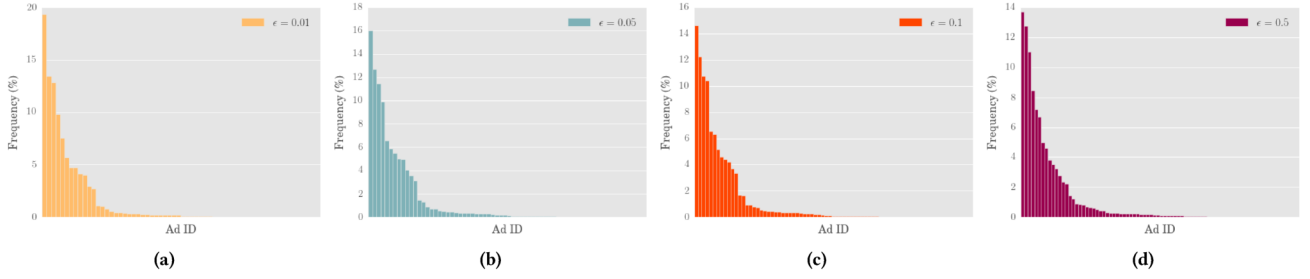 20
15
10
5
0
Frequency (%)
Ad ID
ϵ = 0.01
(a)
18
16
14
12
10
8
6
4
2
0
Frequency (%)
Ad ID
ϵ = 0.05
(b)
16
14
12
10
8
6
4
2
0
Frequency (%)
Ad ID
ϵ = 0.1
(c)
14
12
10
8
6
4
2
0
Frequency (%)
Ad ID
ϵ = 0.5
(d)